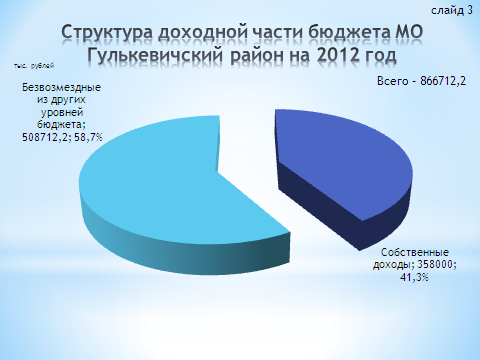 слайд 3
Структура доходной части бюджета МО
Гулькевичский район на 2012 год
тыс. рублей
Всего - 866712,2
Безвозмездные
из других
уровней
бюджета;
508712,2; 58,7%
Собственные
доходы; 358000;
41,3%